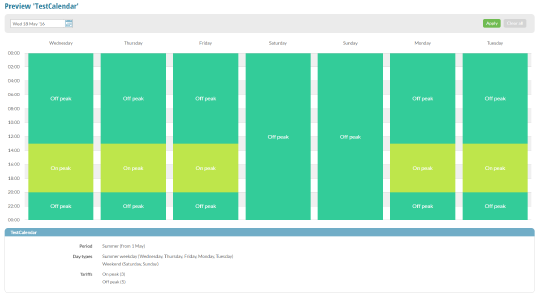 Preview 'TestCalendar'
Wed 18 May '16
Apply
Clear all
Wednesday Thursday Friday Saturday Sunday Monday Tuesday
00:00
02:00
04:00
06:00
Off peak Off peak Off peak Off peak Off peak
08:00
10:00
12:00
Off peak Off peak
14:00
16:00
On peak On peak On peak On peak On peak
18:00
20:00
22:00
Off peak Off peak Off peak Off peak Off peak
00:00
TestCalendar
Period Summer (from 1 May)
Day types Summer weekday (Wednesday, Thursday, Friday, Monday, Tuesday)
Weekend (Saturday, Sunday)
Tariffs On peak (3)
Off peak (5)